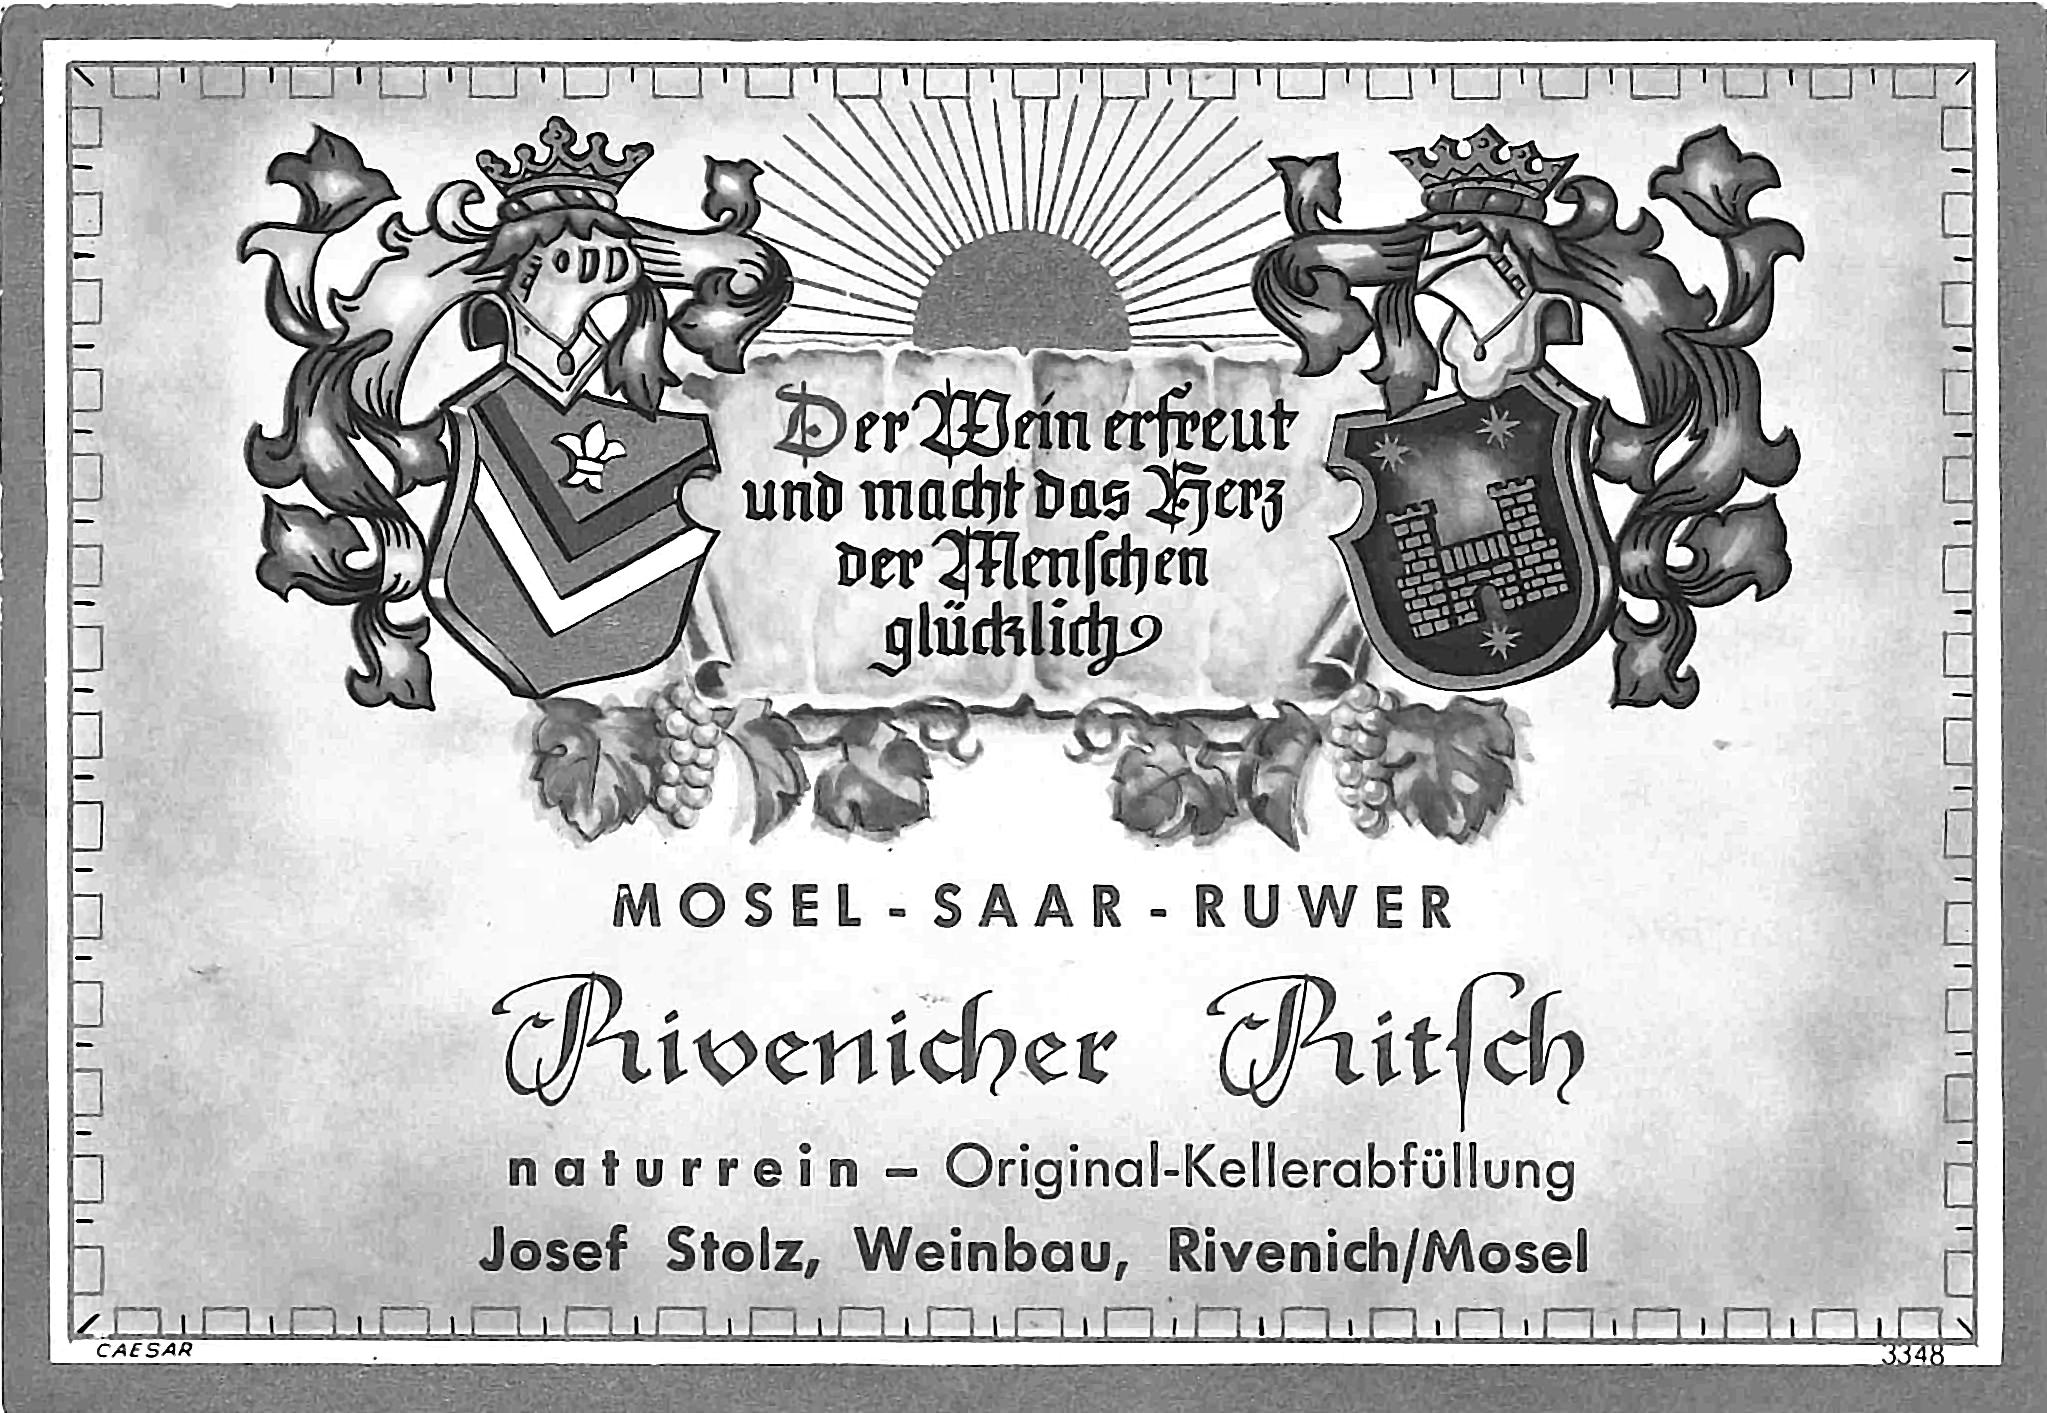 Der Wein erfreut
und macht das Herz
der Menschen
glücklich
MOSEL - SAAR - RUWER
Rivenicher Ritsch
naturrein – Original-Kellerabfüllung
Josef Stolz, Weinbau, Rivenich/Mosel
CAESAR
3348